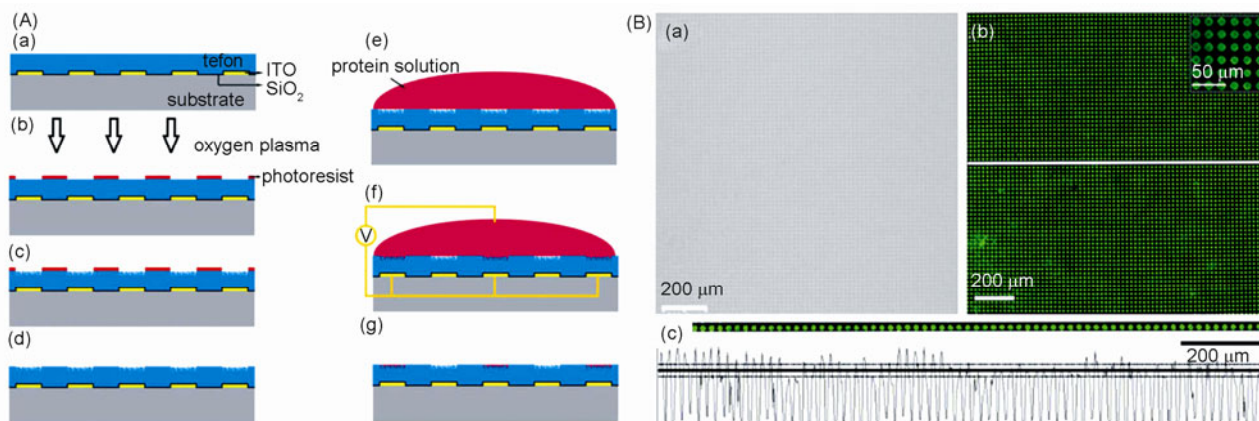 (A)
(a)
tefon
ITO
SiO₂
substrate
(b)
oxygen plasma
photoresist
(c)
(d)
(e)
protein solution
(f)
V
(g)
(B)
(a)
200 μm
(b)
50 μm
200 μm
(c)
200 μm